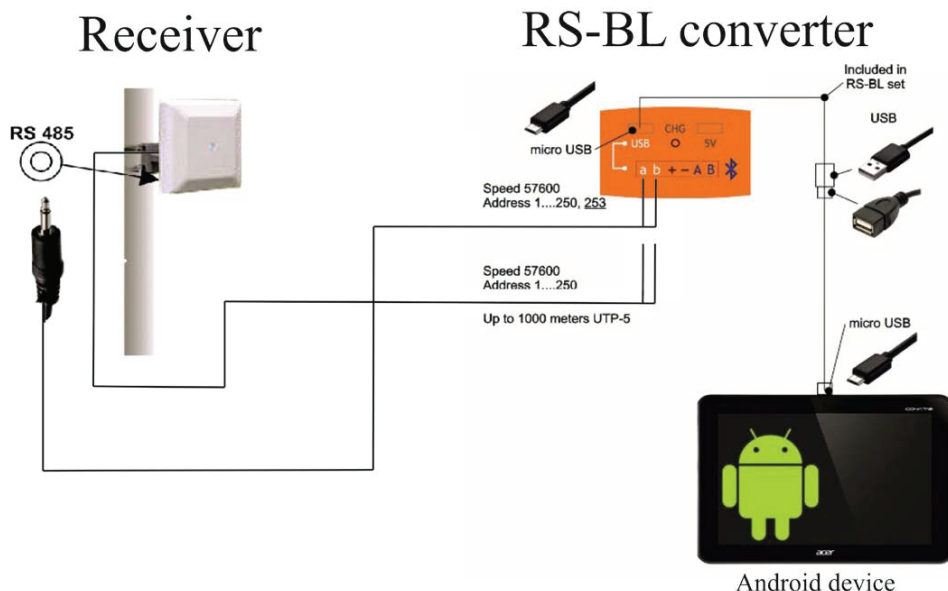 Receiver
RS-BL converter
Included in
RS-BL set
RS 485
micro USB
CHG
USB
5V
a b + - A B
USB
Speed 57600
Address 1....250, 253
Speed 57600
Address 1....250
Up to 1000 meters UTP-5
micro USB
acer
Android device